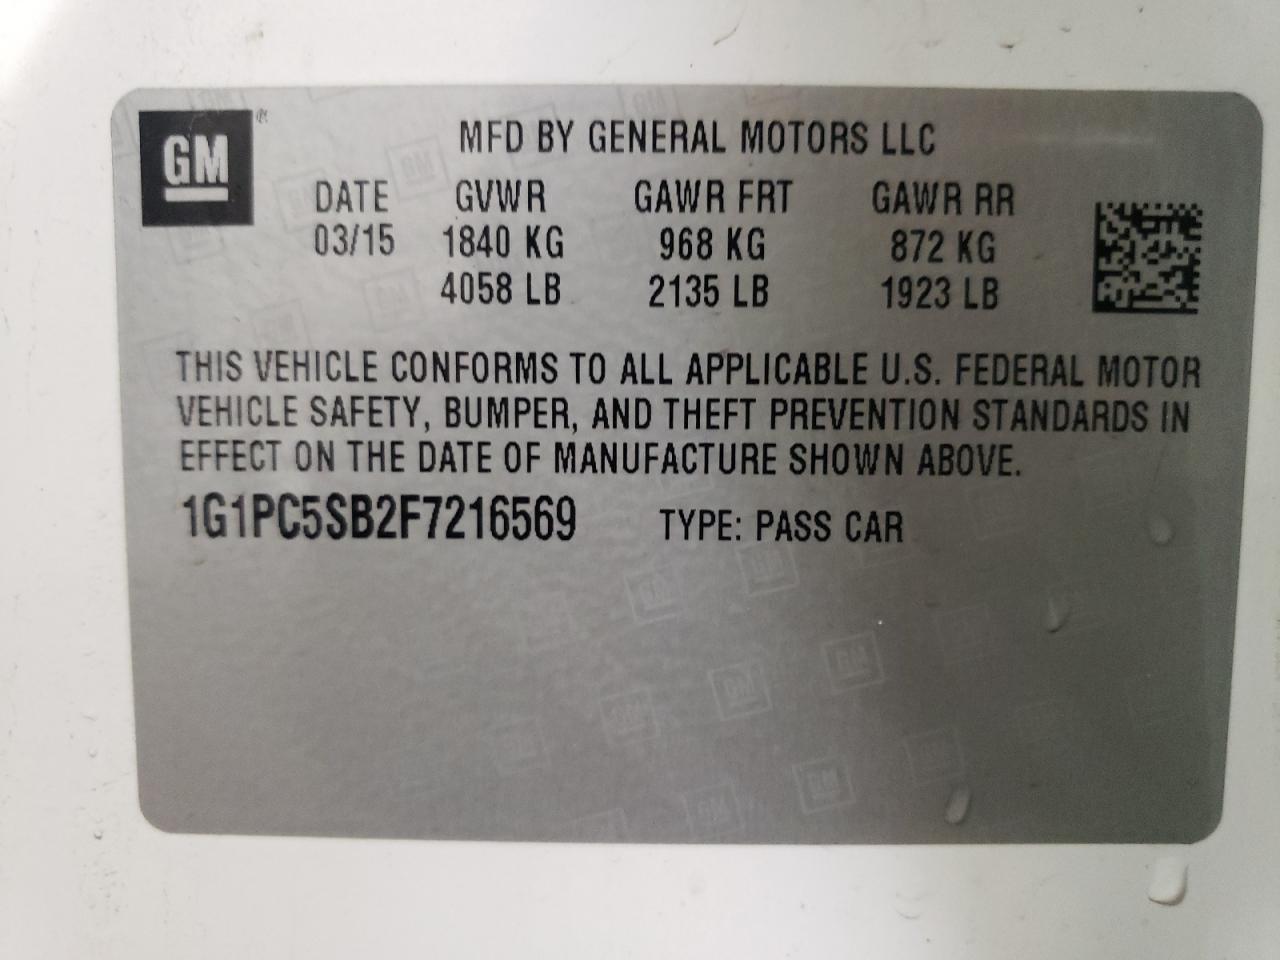 GM
MFD BY GENERAL MOTORS LLC
DATE GVWR GAWR FRT GAWR RR
03/15 1840 KG 968 KG 872 KG
4058 LB 2135 LB 1923 LB
THIS VEHICLE CONFORMS TO ALL APPLICABLE U.S. FEDERAL MOTOR
VEHICLE SAFETY, BUMPER, AND THEFT PREVENTION STANDARDS IN
EFFECT ON THE DATE OF MANUFACTURE SHOWN ABOVE.
1G1PC5SB2F7216569 TYPE: PASS CAR